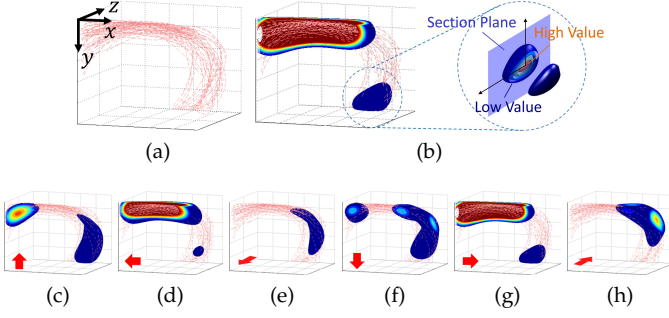 z
x
y
Section Plane
High Value
Low Value
(a)
(b)
(c)
(d)
(e)
(f)
(g)
(h)